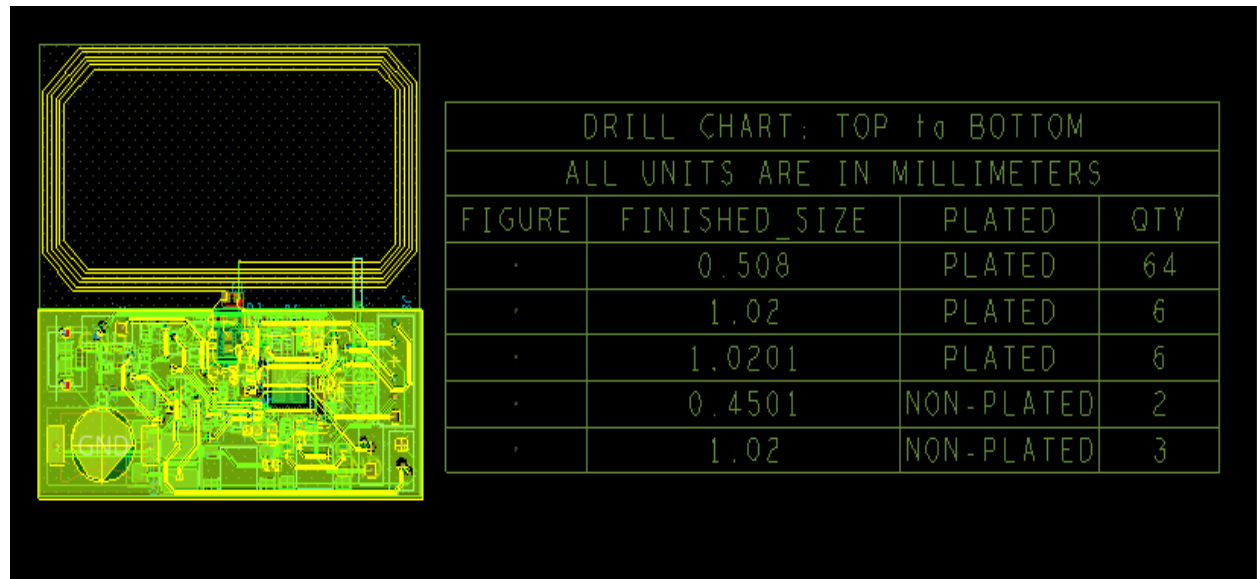 DRILL CHART: TOP to BOTTOM
ALL UNITS ARE IN MILLIMETERS
FIGURE FINISHED_SIZE PLATED QTY
0.508 PLATED 64
1.02 PLATED 6
1.0201 PLATED 6
0.4501 NON-PLATED 2
1.02 NON-PLATED 3
GND